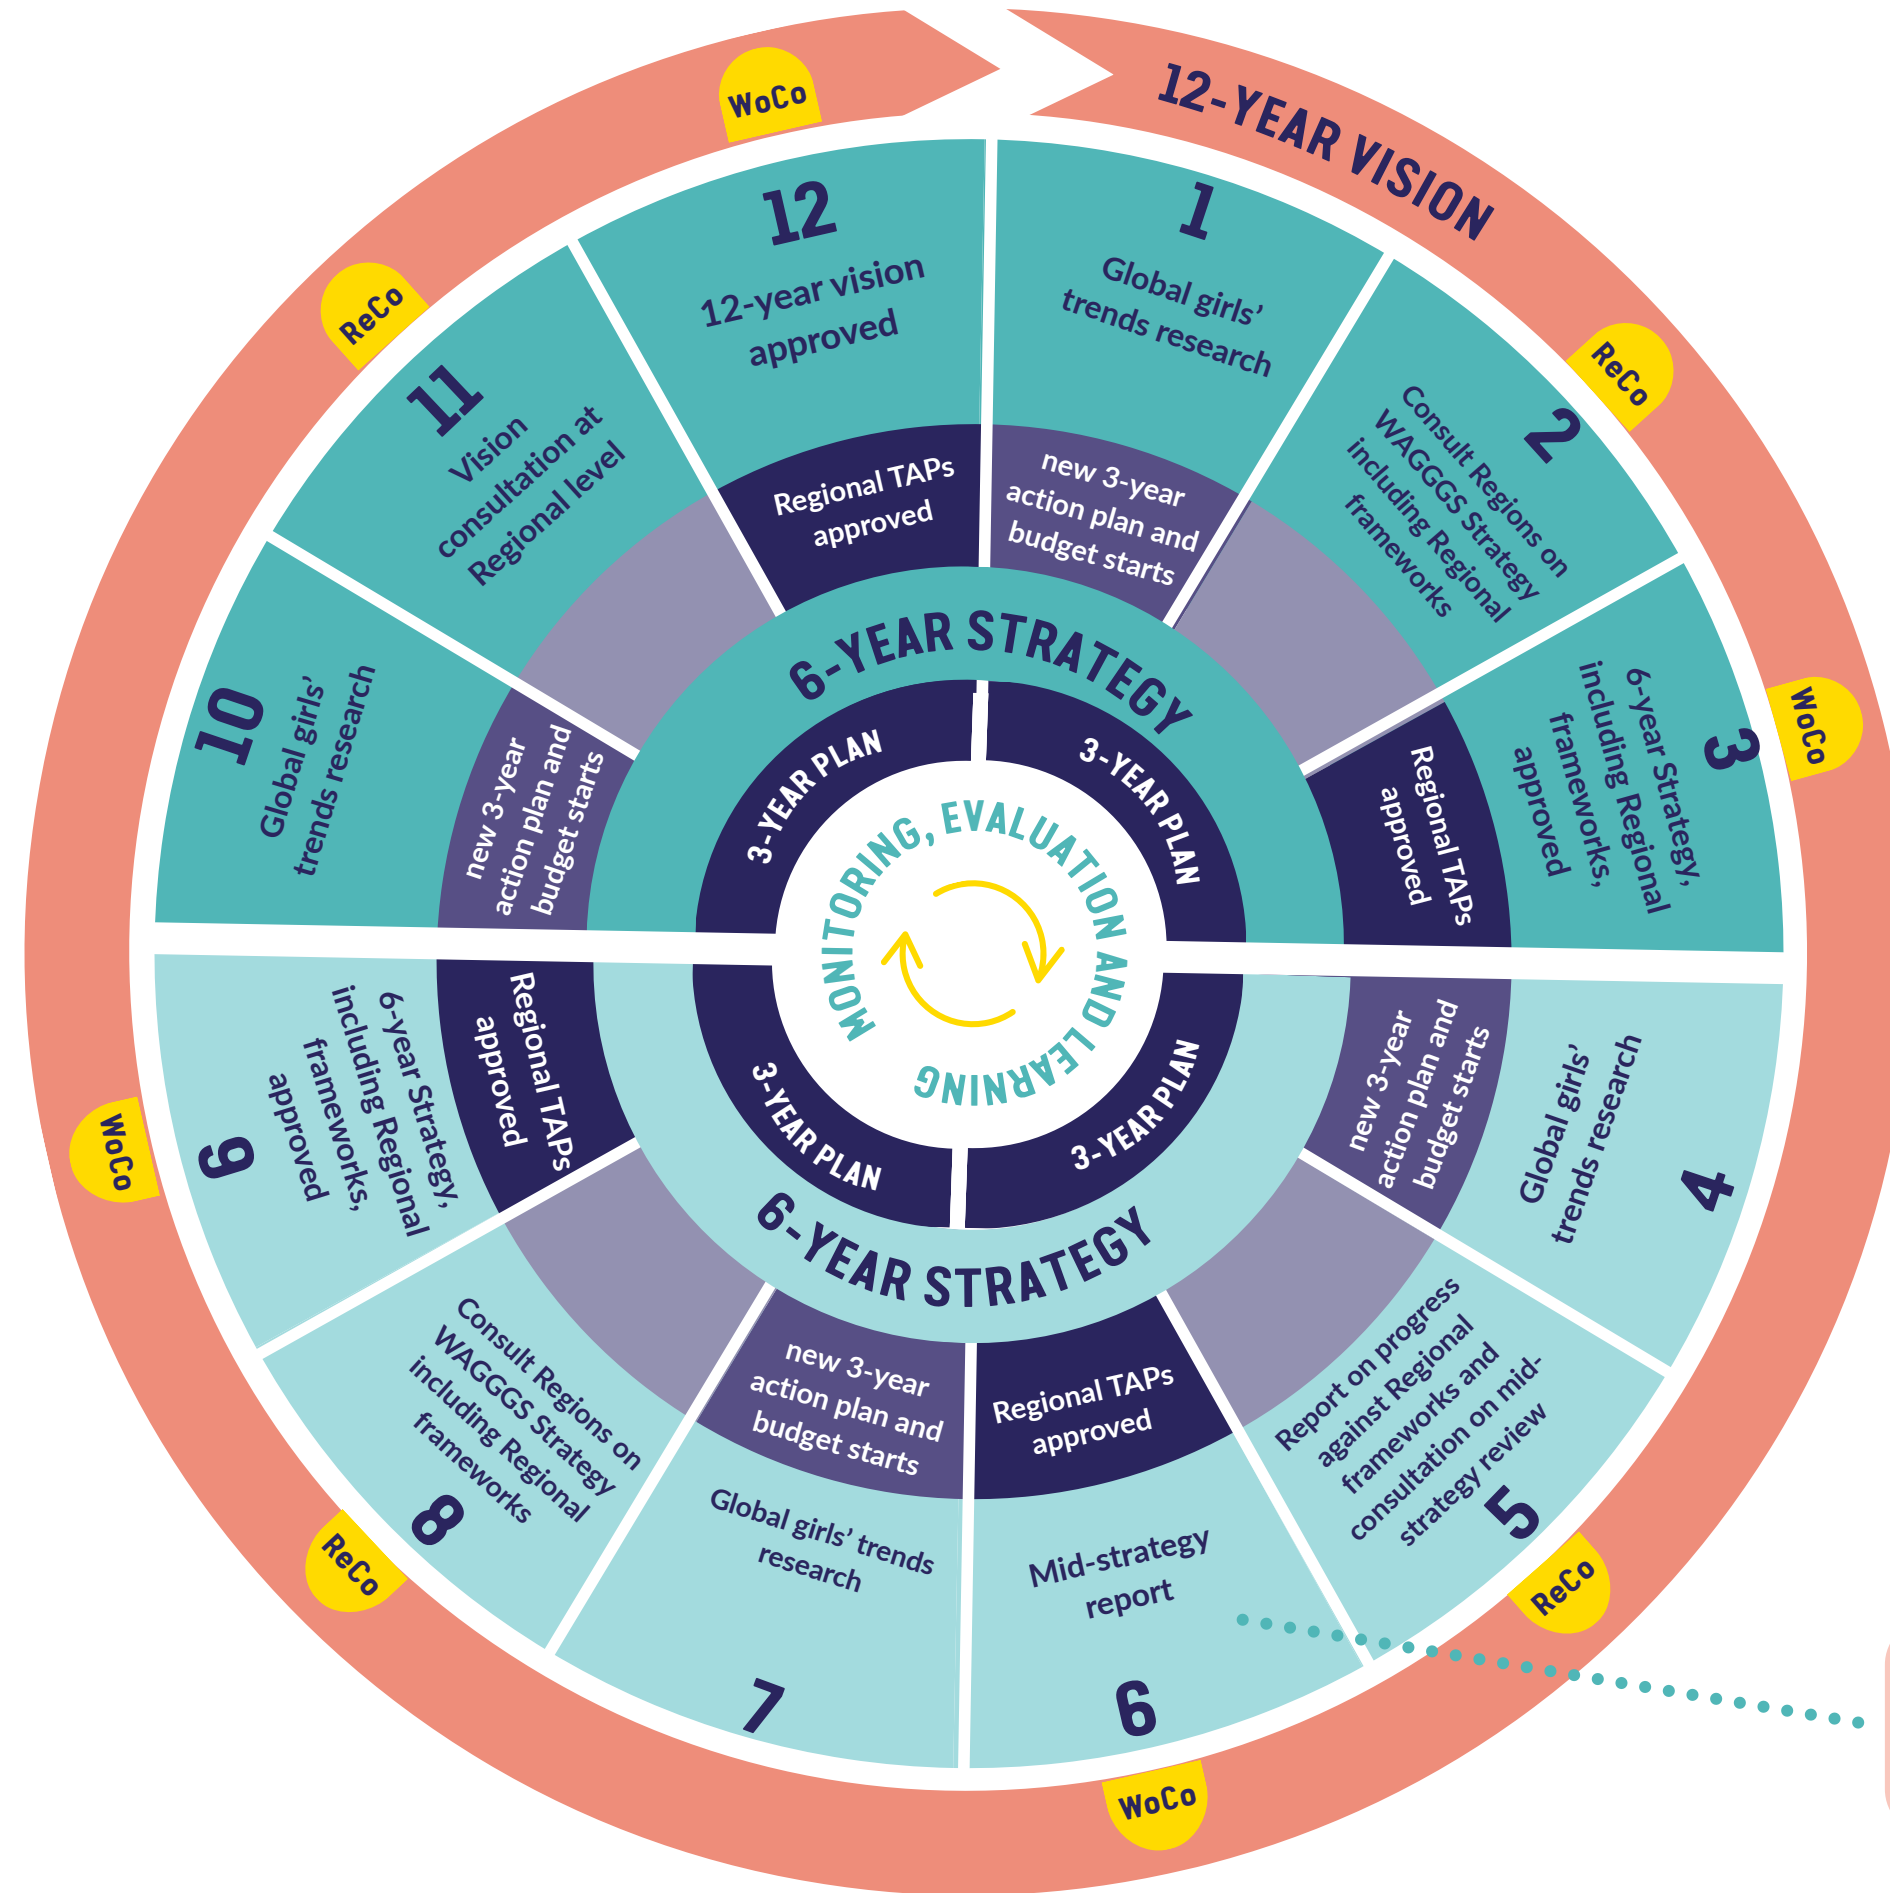 12-YEAR VISION
1
Global girls’
trends research
new 3-year
action plan and
budget starts
ReCo
2
Consult Regions on
WAGGGS Strategy
including Regional
frameworks
WoCo
3
6-year Strategy,
including Regional
frameworks,
approved
Regional TAPs
approved
4
Global girls’
trends research
new 3-year
action plan and
budget starts
ReCo
5
Report on progress
against Regional
frameworks and
consultation on mid-
strategy review
WoCo
6
Mid-strategy
report
Regional TAPs
approved
7
Global girls’ trends
research
new 3-year
action plan and
budget starts
ReCo
8
Consult Regions on
WAGGGS Strategy
including Regional
frameworks
WoCo
9
6-year Strategy,
including Regional
frameworks,
approved
Regional TAPs
approved
10
Global girls’
trends research
new 3-year
action plan and
budget starts
ReCo
11
Vision
consultation at
Regional level
WoCo
12
12-year vision
approved
Regional TAPs
approved
6-YEAR STRATEGY
6-YEAR STRATEGY
3-YEAR PLAN
3-YEAR PLAN
3-YEAR PLAN
3-YEAR PLAN
MONITORING, EVALUATION AND LEARNING